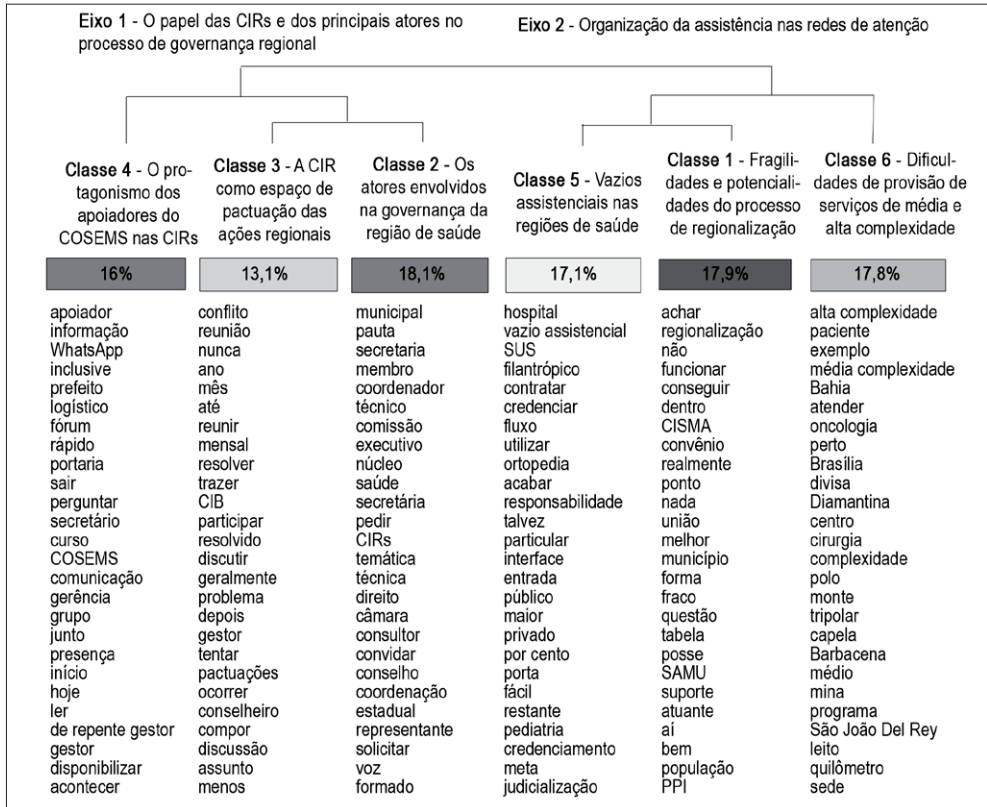 Eixo 1 - O papel das CIRs e dos principais atores no
processo de governança regional
Eixo 2 - Organização da assistência nas redes de atenção
Classe 4 - O pro-
tagonismo dos
apoiadores do
COSEMS nas CIRs
16%
apoiador
informação
WhatsApp
inclusive
prefeito
logístico
fórum
rápido
portaria
sair
perguntar
secretário
curso
COSEMS
comunicação
gerência
grupo
junto
presença
início
hoje
ler
de repente gestor
gestor
disponibilizar
acontecer
Classe 3 - A CIR
como espaço de
pactuação das
ações regionais
13,1%
conflito
reunião
nunca
ano
mês
até
reunir
mensal
resolver
trazer
CIB
participar
resolvido
discutir
geralmente
problema
depois
gestor
tentar
pactuações
ocorrer
conselheiro
compor
discussão
assunto
menos
Classe 2 - Os
atores envolvidos
na governança da
região de saúde
18,1%
municipal
pauta
secretaria
membro
coordenador
técnico
comissão
executivo
núcleo
saúde
secretária
pedir
CIRs
temática
técnica
direito
câmara
consultor
convidar
conselho
coordenação
estadual
representante
solicitar
voz
formado
Classe 5 - Vazios
assistenciais nas
regiões de saúde
17,1%
hospital
vazio assistencial
SUS
filantrópico
contratar
credenciar
fluxo
utilizar
ortopedia
acabar
responsabilidade
talvez
particular
interface
entrada
público
maior
privado
por cento
porta
fácil
restante
pediatria
credenciamento
meta
judicialização
Classe 1 - Fragili-
dades e potenciali-
dades do processo
de regionalização
17,9%
achar
regionalização
não
funcionar
conseguir
dentro
CISMA
convênio
realmente
ponto
nada
união
melhor
município
forma
fraco
questão
tabela
posse
SAMU
suporte
atuante
aí
bem
população
PPI
Classe 6 - Dificul-
dades de provisão de
serviços de média e
alta complexidade
17,8%
alta complexidade
paciente
exemplo
média complexidade
Bahia
atender
oncologia
perto
Brasília
divisa
Diamantina
centro
cirurgia
complexidade
polo
monte
tripolar
capela
Barbacena
médio
mina
programa
São João Del Rey
leito
quilômetro
sede